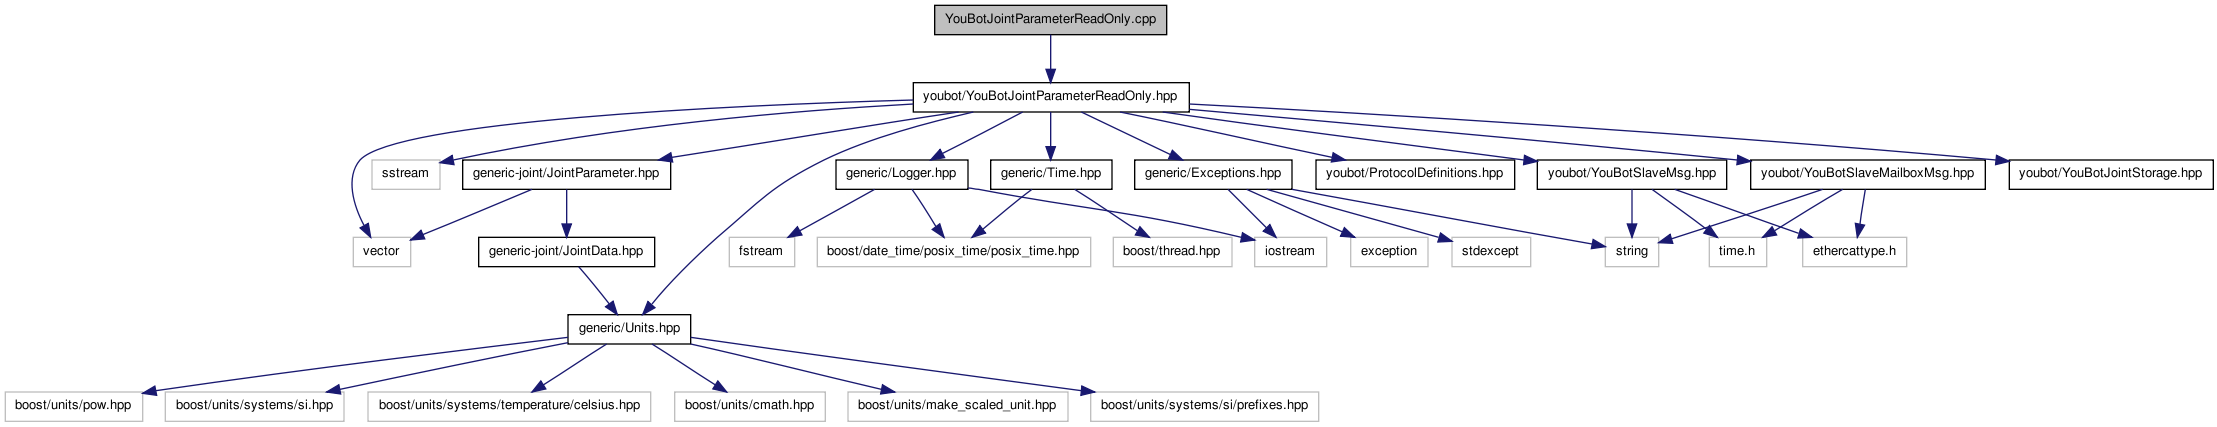 YouBotJointParameterReadOnly.cpp
youbot/YouBotJointParameterReadOnly.hpp
sstream
generic-joint/JointParameter.hpp
generic/Logger.hpp
generic/Time.hpp
generic/Exceptions.hpp
youbot/ProtocolDefinitions.hpp
youbot/YouBotSlaveMsg.hpp
youbot/YouBotSlaveMailboxMsg.hpp
youbot/YouBotJointStorage.hpp
vector
generic-joint/JointData.hpp
fstream
boost/date_time/posix_time/posix_time.hpp
boost/thread.hpp
iostream
exception
stdexcept
string
time.h
ethercattype.h
generic/Units.hpp
boost/units/pow.hpp
boost/units/systems/si.hpp
boost/units/systems/temperature/celsius.hpp
boost/units/cmath.hpp
boost/units/make_scaled_unit.hpp
boost/units/systems/si/prefixes.hpp